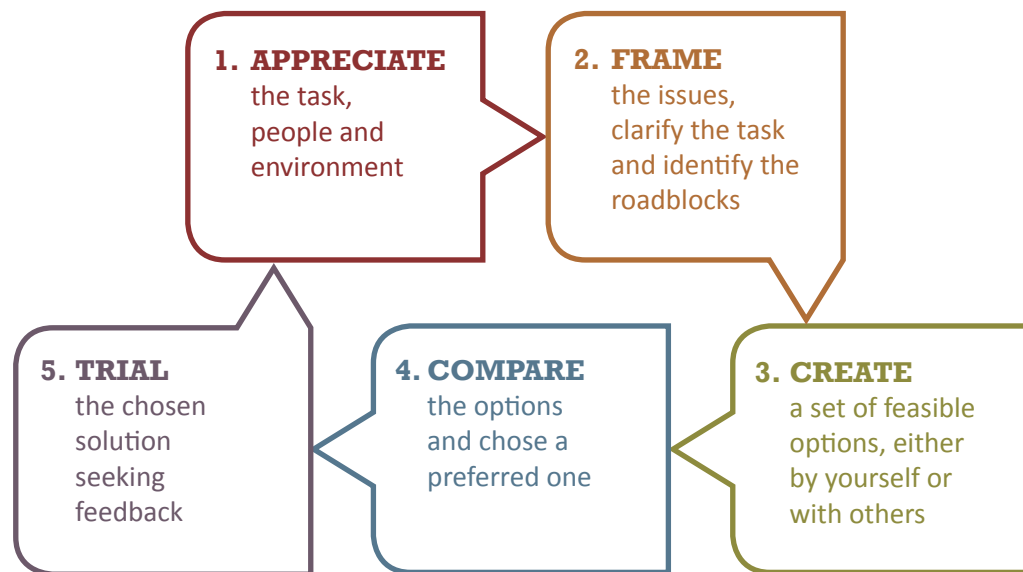 1. APPRECIATE
the task,
people and
environment
2. FRAME
the issues,
clarify the task
and identify the
roadblocks
3. CREATE
a set of feasible
options, either
by yourself or
with others
4. COMPARE
the options
and chose a
preferred one
5. TRIAL
the chosen
solution
seeking
feedback